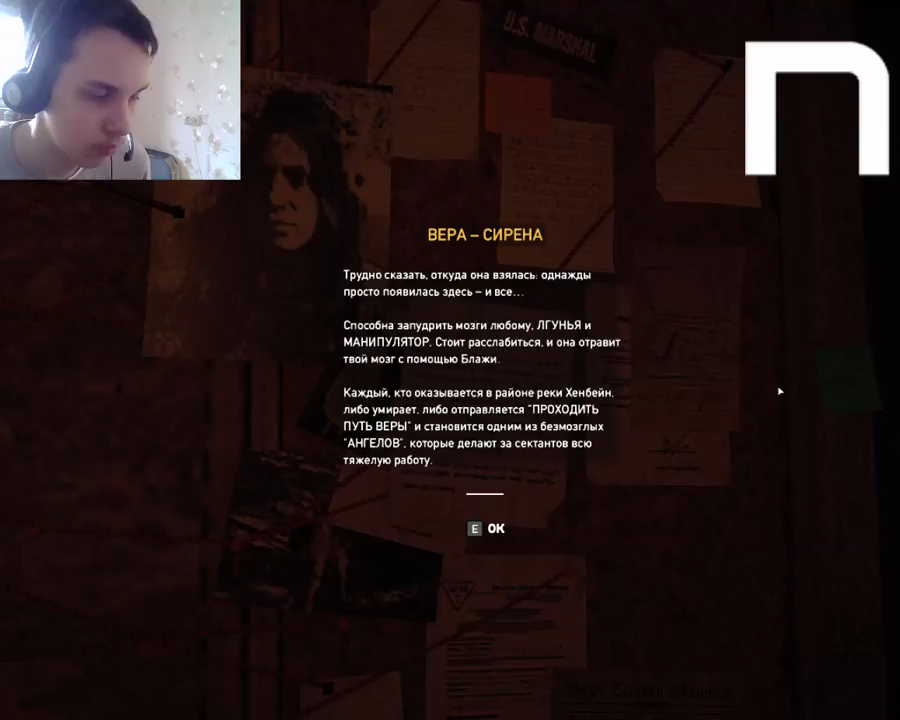 U.S. MARSHAL
ВЕРА – СИРЕНА
Трудно сказать, откуда она взялась: однажды
просто появилась здесь – и все...
Способна запудрить мозги любому, ЛГУНЬЯ и
МАНИПУЛЯТОР. Стоит расслабиться, и она отравит
твой мозг с помощью Блажи.
Каждый, кто оказывается в районе реки Хенбейн,
либо умирает, либо отправляется "ПРОХОДИТЬ
ПУТЬ ВЕРЫ" и становится одним из безмозглых
"АНГЕЛОВ", которые делают за сектантов всю
тяжелую работу.
E ОК